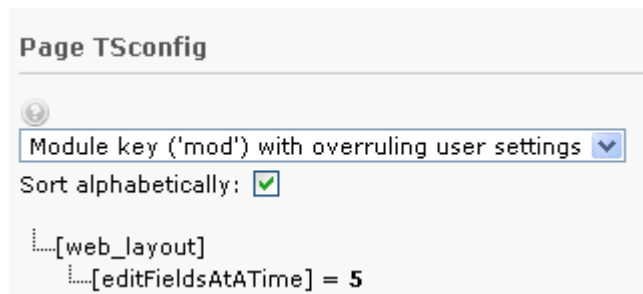 Page TSconfig
?
Module key ('mod') with overruling user settings
Sort alphabetically:
[web_layout]
[editFieldsAtATime] = 5